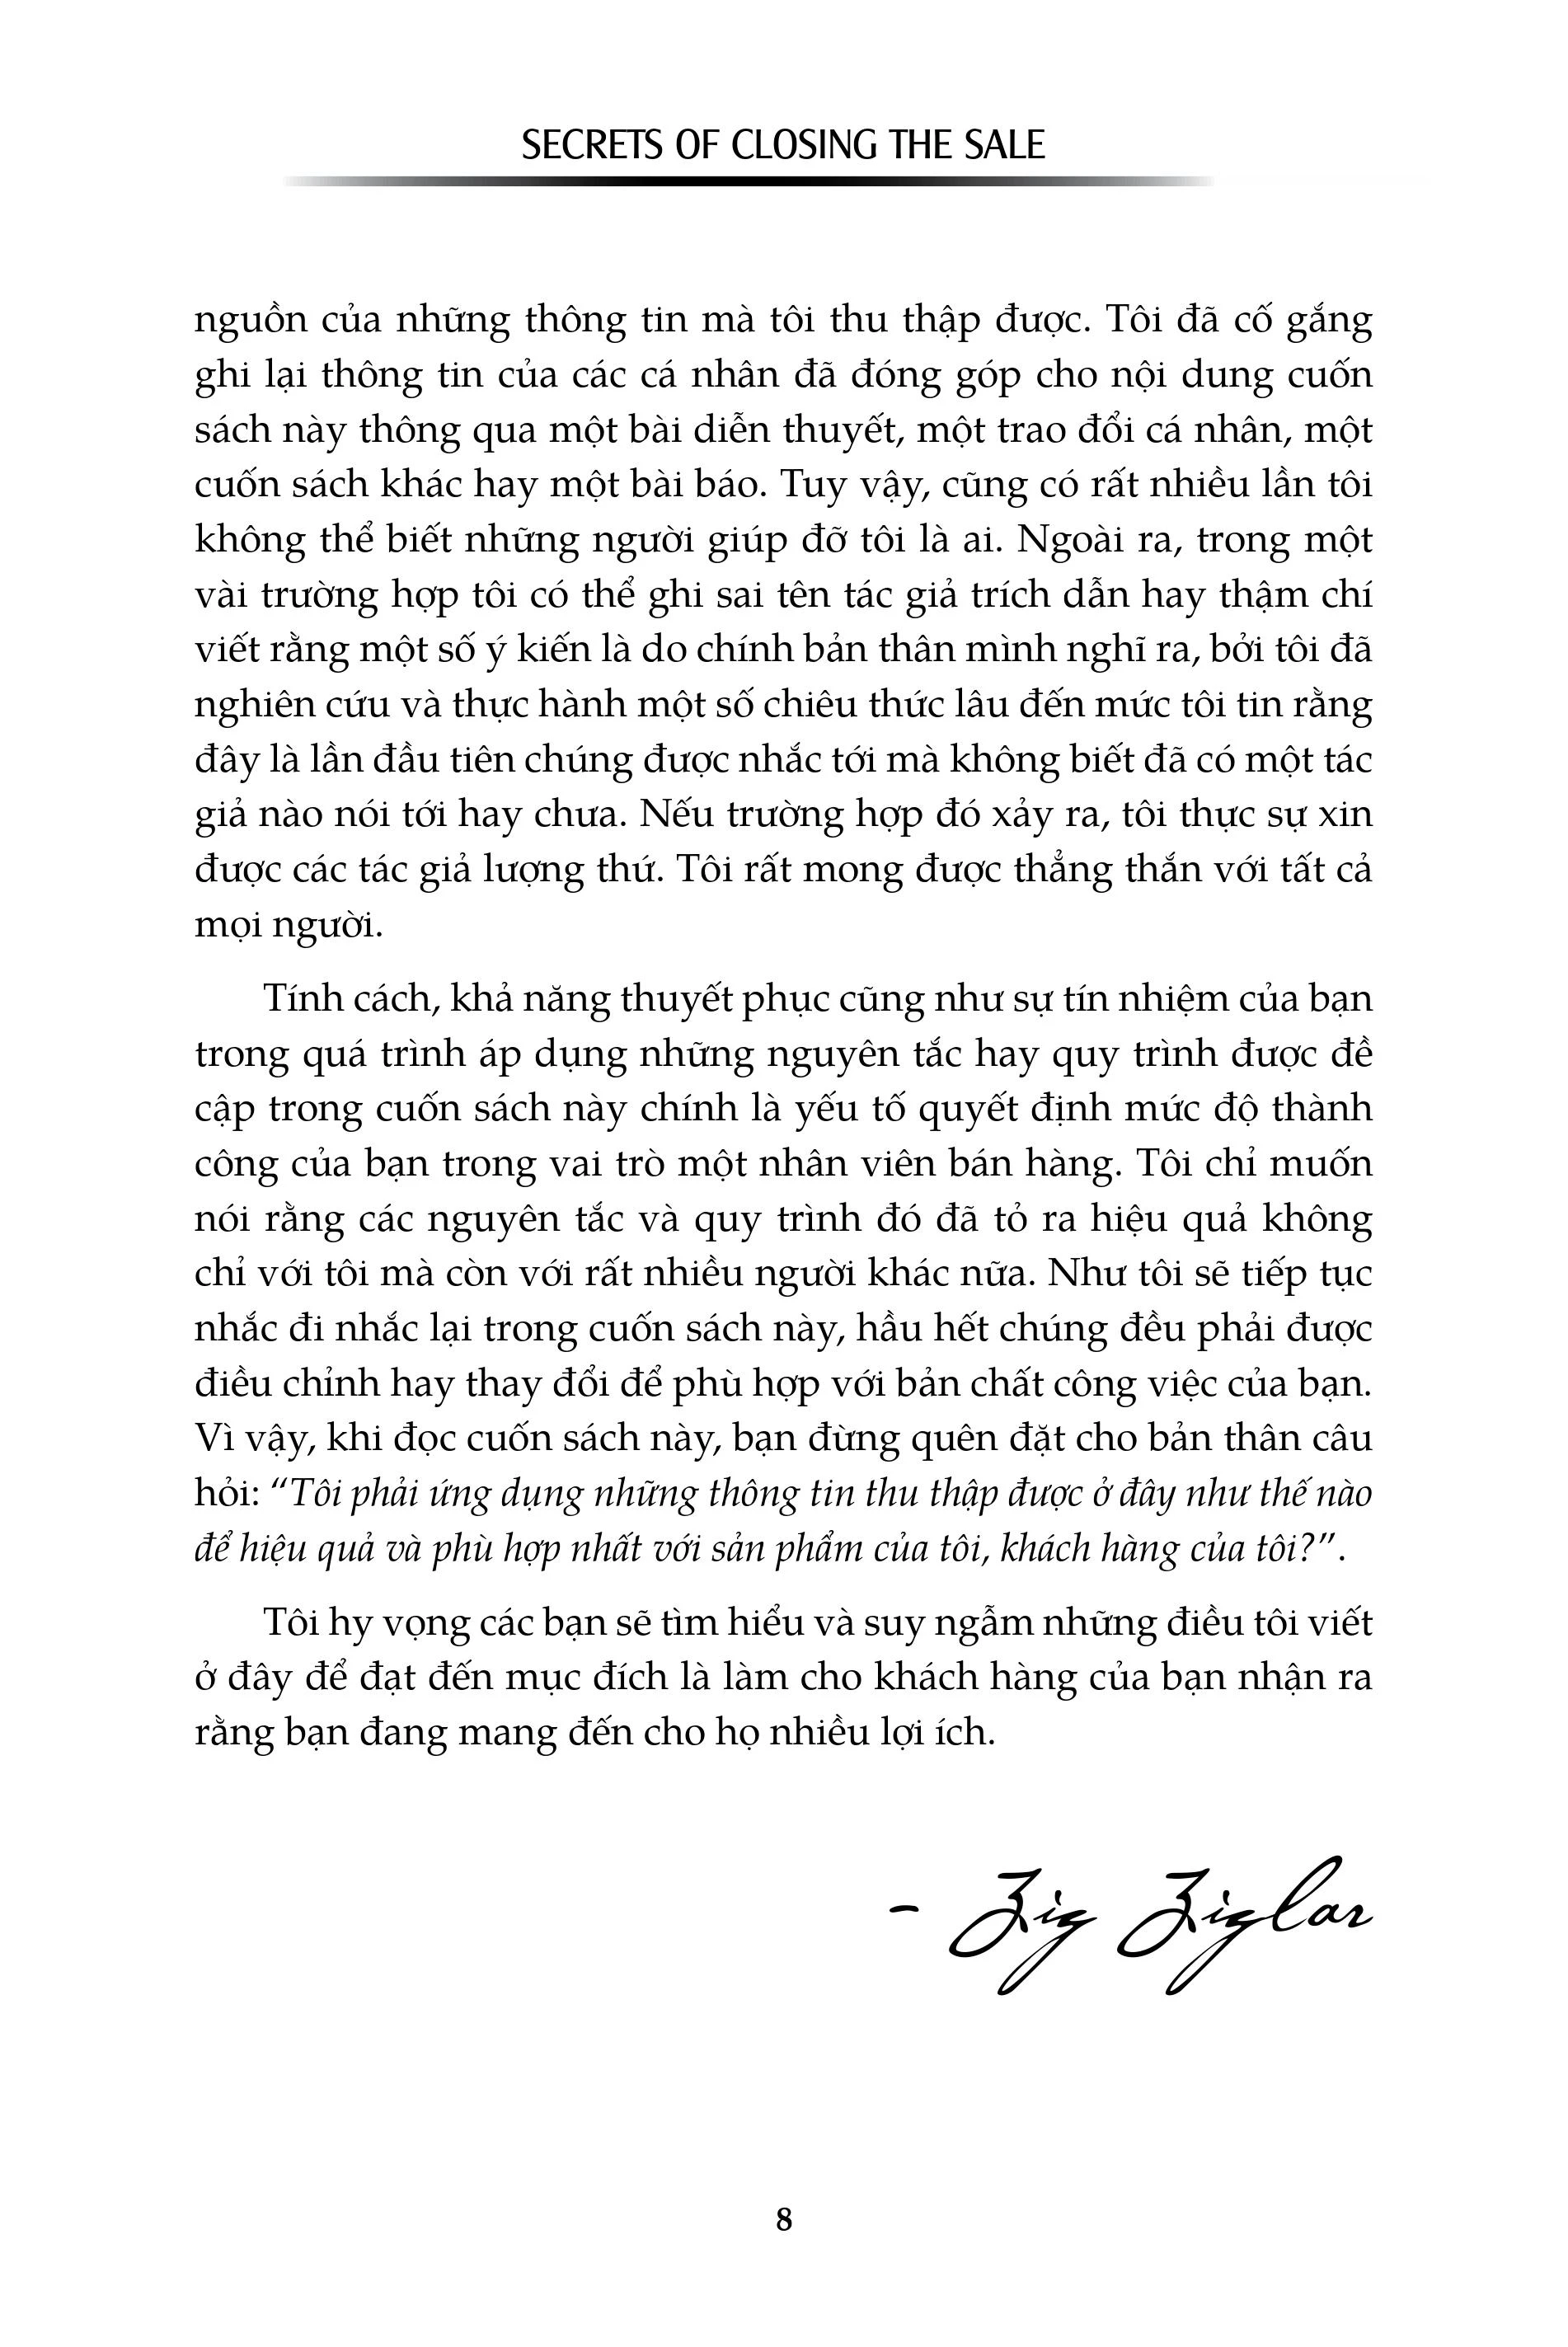 SECRETS OF CLOSING THE SALE
nguồn của những thông tin mà tôi thu thập được. Tôi đã cố gắng
ghi lại thông tin của các cá nhân đã đóng góp cho nội dung cuốn
sách này thông qua một bài diễn thuyết, một trao đổi cá nhân, một
cuốn sách khác hay một bài báo. Tuy vậy, cũng có rất nhiều lần tôi
không thể biết những người giúp đỡ tôi là ai. Ngoài ra, trong một
vài trường hợp tôi có thể ghi sai tên tác giả trích dẫn hay thậm chí
viết rằng một số ý kiến là do chính bản thân mình nghĩ ra, bởi tôi đã
nghiên cứu và thực hành một số chiêu thức lâu đến mức tôi tin rằng
đây là lần đầu tiên chúng được nhắc tới mà không biết đã có một tác
giả nào nói tới hay chưa. Nếu trường hợp đó xảy ra, tôi thực sự xin
được các tác giả lượng thứ. Tôi rất mong được thẳng thắn với tất cả
mọi người.
Tính cách, khả năng thuyết phục cũng như sự tín nhiệm của bạn
trong quá trình áp dụng những nguyên tắc hay quy trình được đề
cập trong cuốn sách này chính là yếu tố quyết định mức độ thành
công của bạn trong vai trò một nhân viên bán hàng. Tôi chỉ muốn
nói rằng các nguyên tắc và quy trình đó đã tỏ ra hiệu quả không
chỉ với tôi mà còn với rất nhiều người khác nữa. Như tôi sẽ tiếp tục
nhắc đi nhắc lại trong cuốn sách này, hầu hết chúng đều phải được
điều chỉnh hay thay đổi để phù hợp với bản chất công việc của bạn.
Vì vậy, khi đọc cuốn sách này, bạn đừng quên đặt cho bản thân câu
hỏi: “Tôi phải ứng dụng những thông tin thu thập được ở đây như thế nào
để hiệu quả và phù hợp nhất với sản phẩm của tôi, khách hàng của tôi?”.
Tôi hy vọng các bạn sẽ tìm hiểu và suy ngẫm những điều tôi viết
ở đây để đạt đến mục đích là làm cho khách hàng của bạn nhận ra
rằng bạn đang mang đến cho họ nhiều lợi ích.
– Zig Ziglar
8